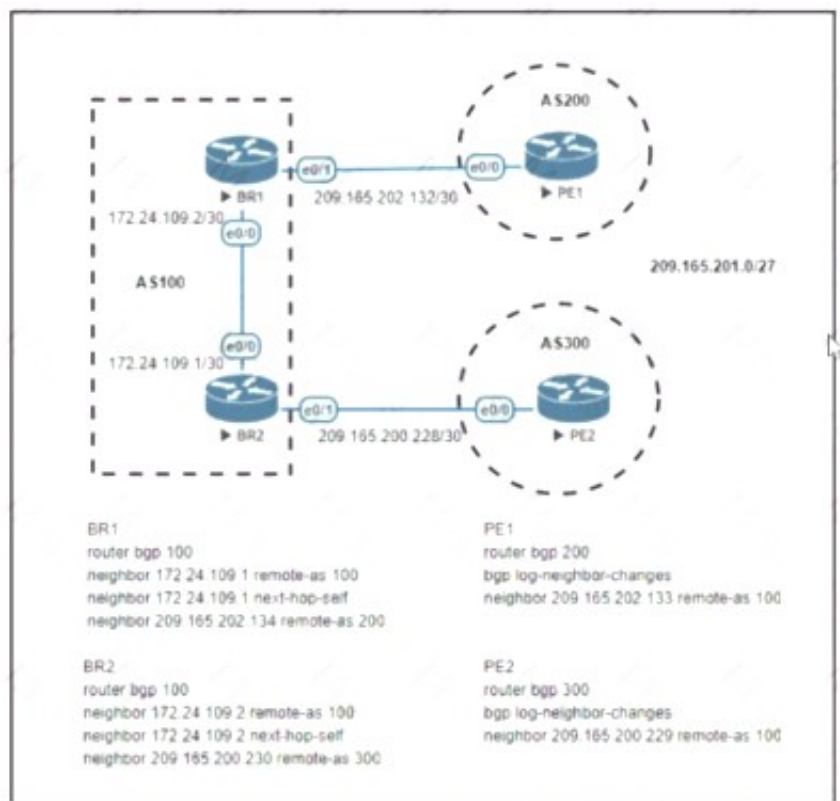 AS200
BR1
e0/1
209.165.202.132/30
e0/0
PE1
172.24.109.2/30
e0/0
209.165.201.0/27
AS100
e0/0
172.24.109.1/30
AS300
BR2
e0/1
209.165.200.228/30
e0/0
PE2
BR1
router bgp 100
neighbor 172.24.109.1 remote-as 100
neighbor 172.24.109.1 next-hop-self
neighbor 209.165.202.134 remote-as 200
PE1
router bgp 200
bgp log-neighbor-changes
neighbor 209.165.202.133 remote-as 100
BR2
router bgp 100
neighbor 172.24.109.2 remote-as 100
neighbor 172.24.109.2 next-hop-self
neighbor 209.165.200.230 remote-as 300
PE2
router bgp 300
bgp log-neighbor-changes
neighbor 209.165.200.229 remote-as 100